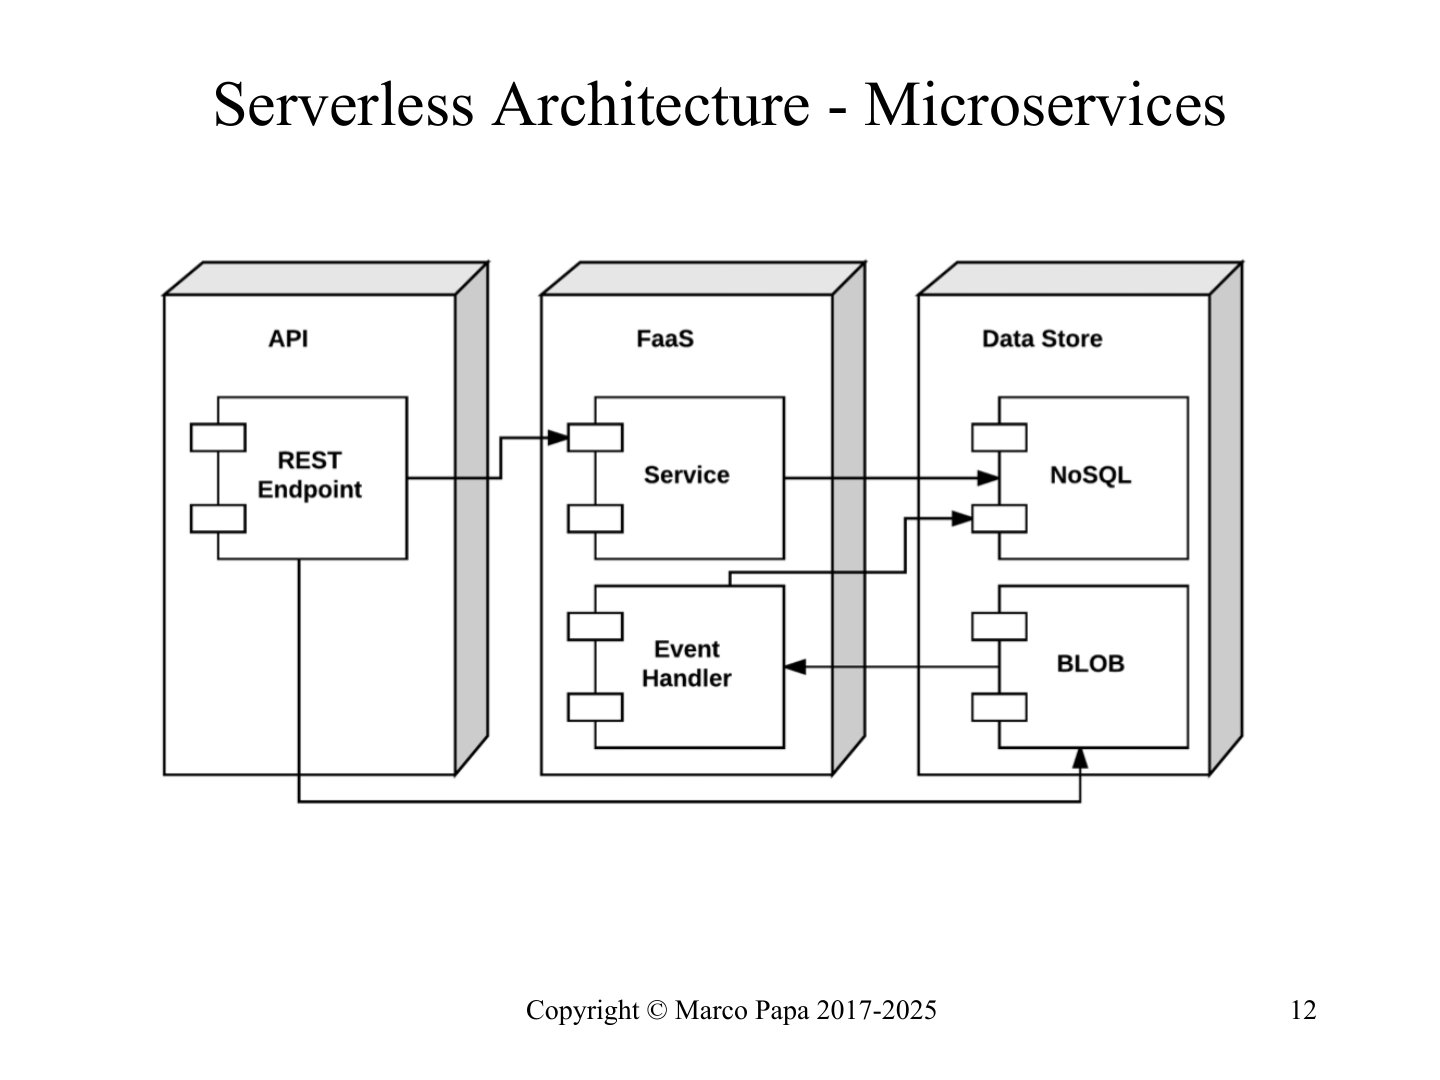 Serverless Architecture - Microservices
API
REST
Endpoint
FaaS
Service
Event
Handler
Data Store
NoSQL
BLOB
Copyright © Marco Papa 2017-2025
12